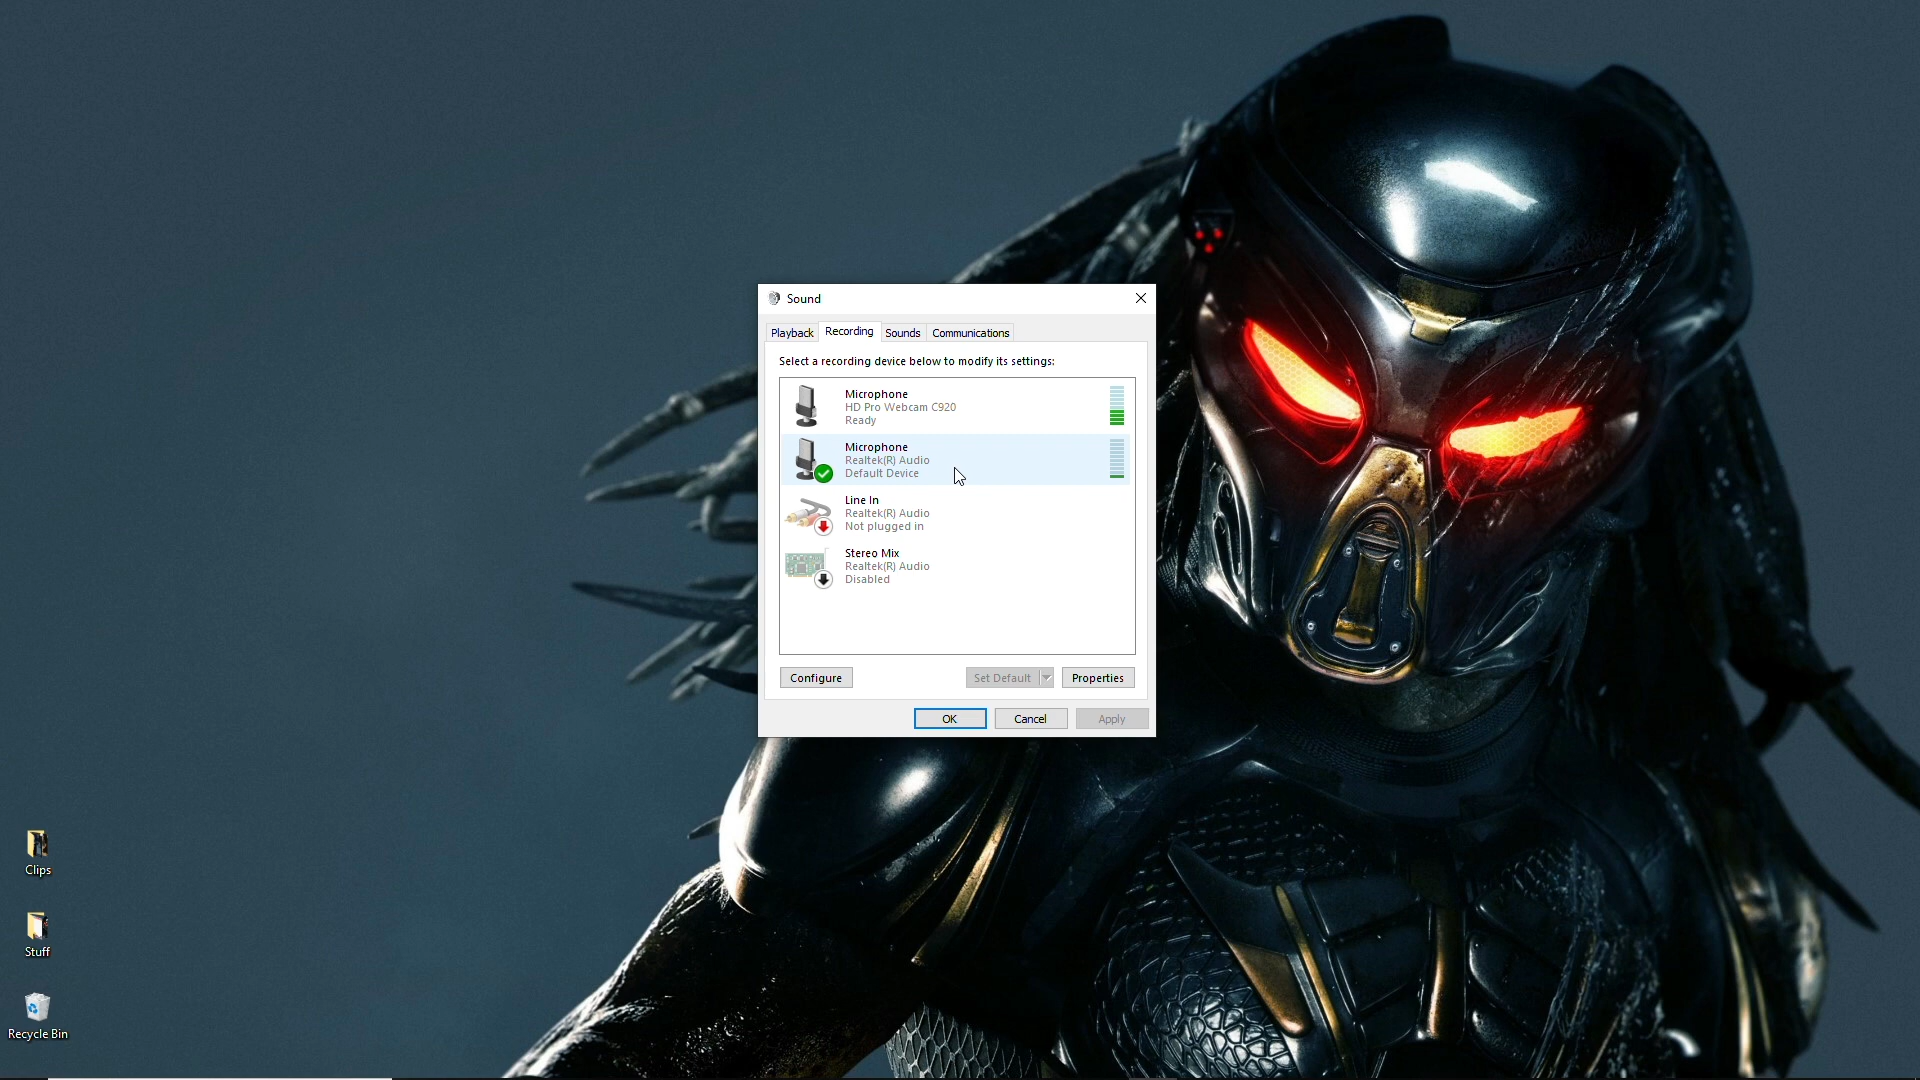 Sound
Playback
Recording
Sounds
Communications
Select a recording device below to modify its settings:
Microphone
HD Pro Webcam C920
Ready
Microphone
Realtek(R) Audio
Default Device
Line In
Realtek(R) Audio
Not plugged in
Stereo Mix
Realtek(R) Audio
Disabled
Configure
Set Default
Properties
OK
Cancel
Apply
Clips
Stuff
Recycle Bin